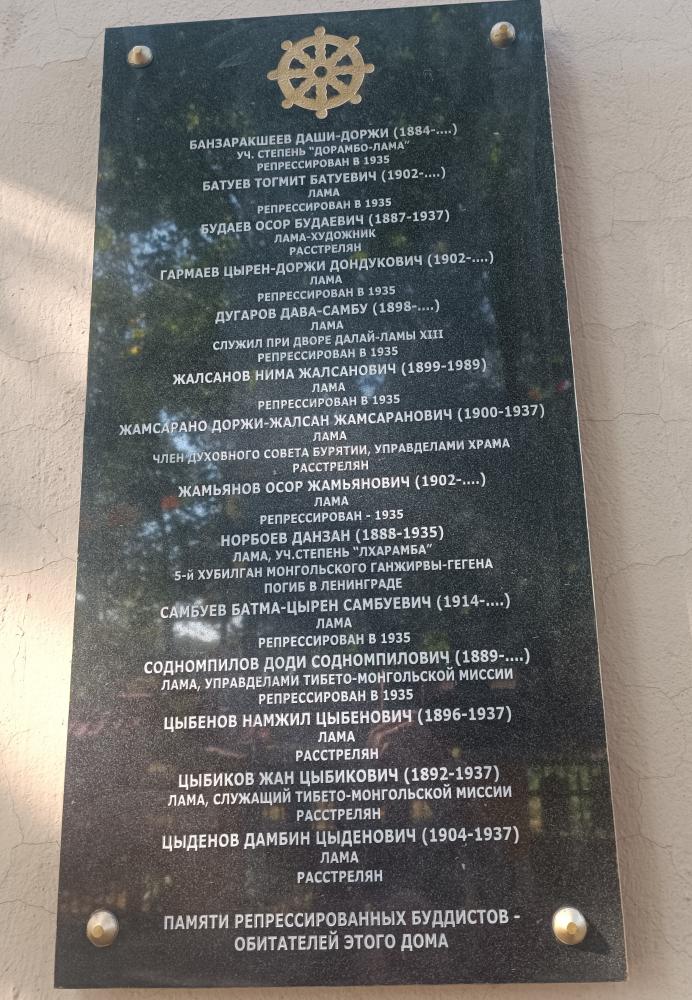 БАНЗАРАКШЕЕВ ДАШИ-ДОРЖИ (1884-....)
УЧ. СТЕПЕНЬ "ДОРАМБО-ЛАМА"
РЕПРЕССИРОВАН В 1935
БАТУЕВ ТОГМИТ БАТУЕВИЧ (1902-....)
ЛАМА
РЕПРЕССИРОВАН В 1935
БУДАЕВ ОСОР БУДАЕВИЧ (1887-1937)
ЛАМА-ХУДОЖНИК
РАССТРЕЛЯН
ГАРМАЕВ ЦЫРЕН-ДОРЖИ ДОНДУКОВИЧ (1902-....)
ЛАМА
РЕПРЕССИРОВАН В 1935
ДУГАРОВ ДАВА-САМБУ (1898-....)
ЛАМА
СЛУЖИЛ ПРИ ДВОРЕ ДАЛАЙ-ЛАМЫ XIII
РЕПРЕССИРОВАН В 1935
ЖАЛСАНОВ НИМА ЖАЛСАНОВИЧ (1899-1989)
ЛАМА
РЕПРЕССИРОВАН В 1935
ЖАМСАРАНО ДОРЖИ-ЖАЛСАН ЖАМСАРАНОВИЧ (1900-1937)
ЛАМА
ЧЛЕН ДУХОВНОГО СОВЕТА БУРЯТИИ, УПРАВДЕЛАМИ ХРАМА
РАССТРЕЛЯН
ЖАМЬЯНОВ ОСОР ЖАМЬЯНОВИЧ (1902-....)
ЛАМА
РЕПРЕССИРОВАН - 1935
НОРБОЕВ ДАНЗАН (1888-1935)
ЛАМА, УЧ.СТЕПЕНЬ "ЛХАРАМБА"
5-й ХУБИЛГАН МОНГОЛЬСКОГО ГАНЖИРВЫ-ГЕГЕНА
ПОГИБ В ЛЕНИНГРАДЕ
САМБУЕВ БАТМА-ЦЫРЕН САМБУЕВИЧ (1914-....)
ЛАМА
РЕПРЕССИРОВАН В 1935
СОДНОМПИЛОВ ДОДИ СОДНОМПИЛОВИЧ (1889-....)
ЛАМА, УПРАВДЕЛАМИ ТИБЕТО-МОНГОЛЬСКОЙ МИССИИ
РЕПРЕССИРОВАН В 1935
ЦЫБЕНОВ НАМЖИЛ ЦЫБЕНОВИЧ (1896-1937)
ЛАМА
РАССТРЕЛЯН
ЦЫБИКОВ ЖАН ЦЫБИКОВИЧ (1892-1937)
ЛАМА, СЛУЖАЩИЙ ТИБЕТО-МОНГОЛЬСКОЙ МИССИИ
РАССТРЕЛЯН
ЦЫДЕНОВ ДАМБИН ЦЫДЕНОВИЧ (1904-1937)
ЛАМА
РАССТРЕЛЯН
ПАМЯТИ РЕПРЕССИРОВАННЫХ БУДДИСТОВ -
ОБИТАТЕЛЕЙ ЭТОГО ДОМА